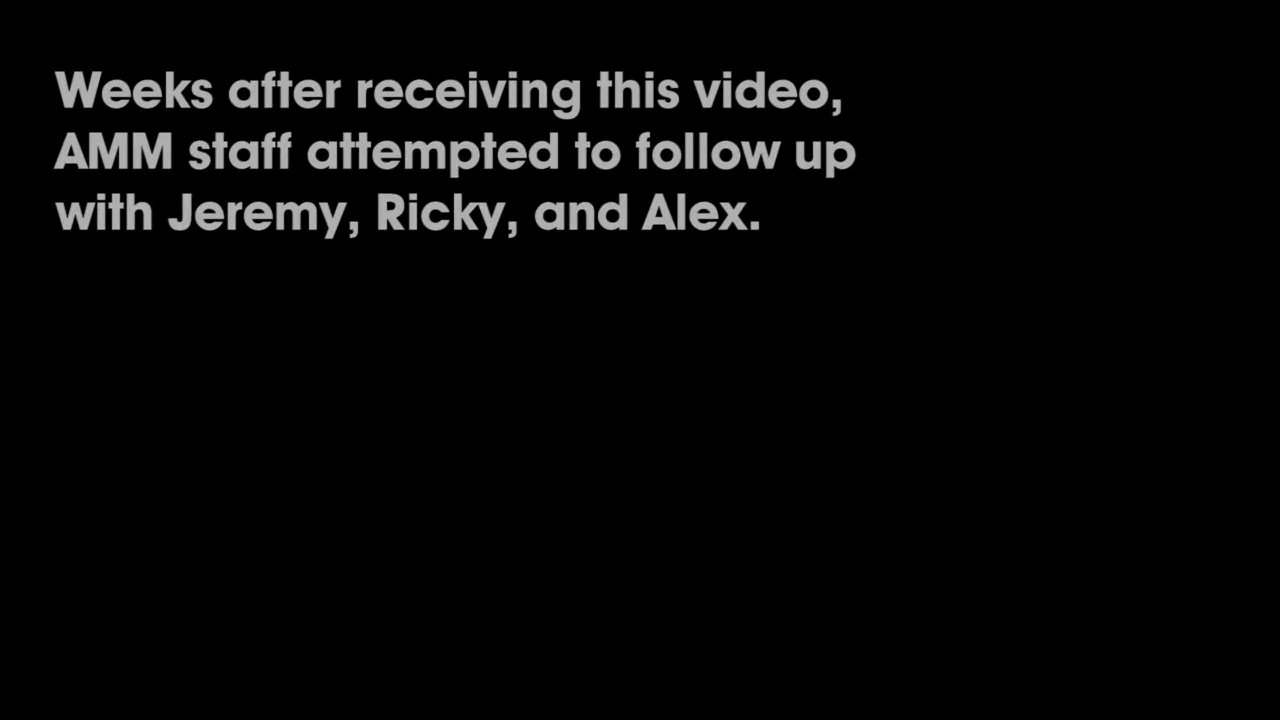 Weeks after receiving this video,
AMM staff attempted to follow up
with Jeremy, Ricky, and Alex.